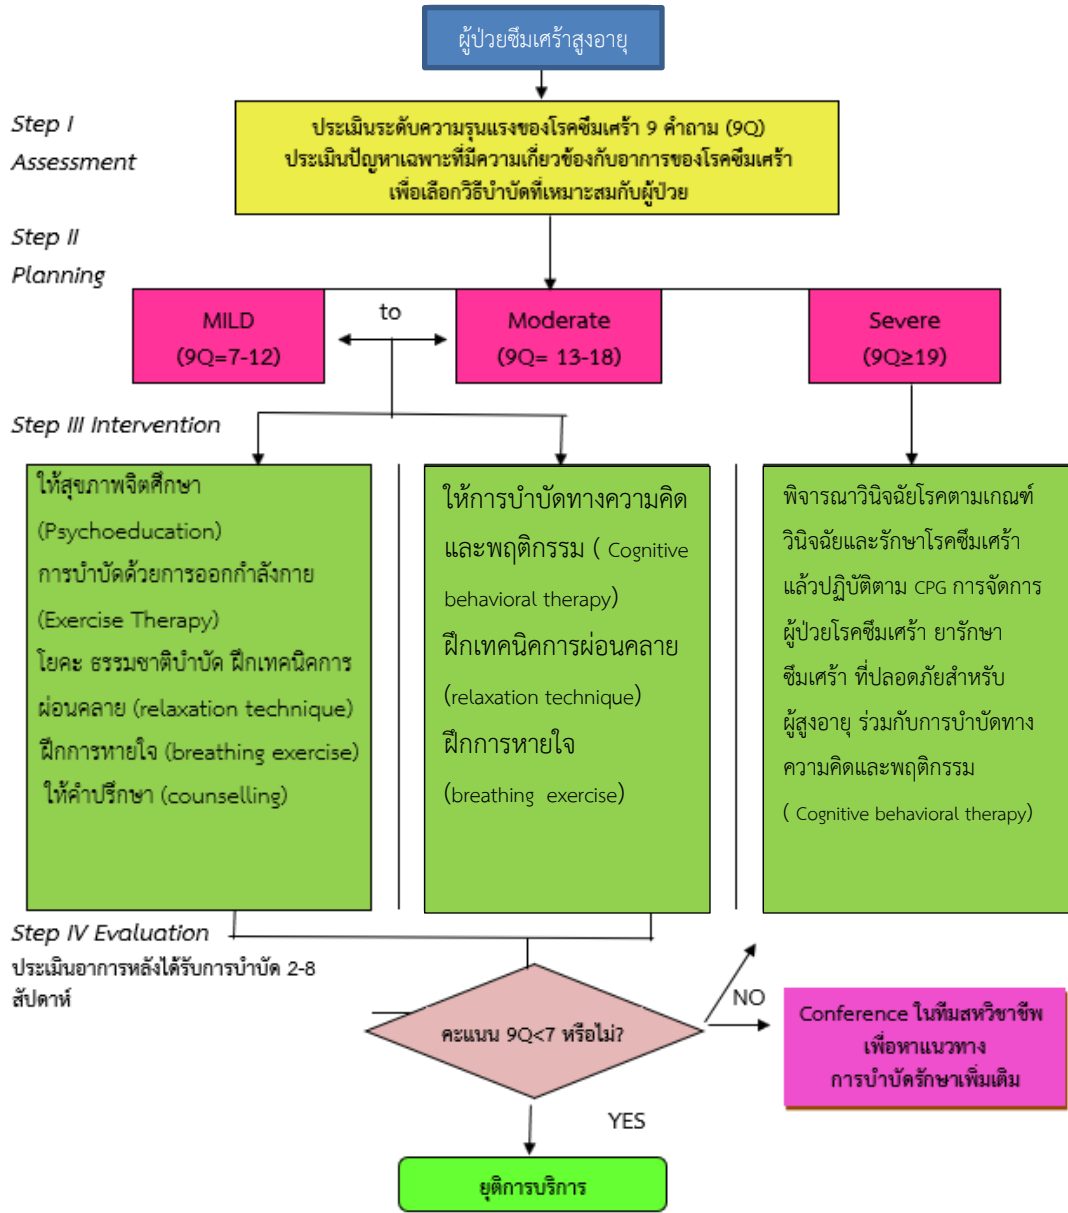 ผู้ป่วยซึมเศร้าสูงอายุ
Step I
Assessment
ประเมินระดับความรุนแรงของโรคซึมเศร้า 9 คำถาม (9Q)
ประเมินปัญหาเฉพาะที่มีความเกี่ยวข้องกับอาการของโรคซึมเศร้า
เพื่อเลือกวิธีบำบัดที่เหมาะสมกับผู้ป่วย
Step II
Planning
MILD
(9Q=7-12)
to
Moderate
(9Q= 13-18)
Severe
(9Q≥19)
Step III Intervention
ให้สุขภาพจิตศึกษา
(Psychoeducation)
การบำบัดด้วยการออกกำลังกาย
(Exercise Therapy)
โยคะ ธรรมชาติบำบัด ฝึกเทคนิคการ
ผ่อนคลาย (relaxation technique)
ฝึกการหายใจ (breathing exercise)
ให้คำปรึกษา (counselling)
ให้การบำบัดทางความคิด
และพฤติกรรม ( Cognitive
behavioral therapy)
ฝึกเทคนิคการผ่อนคลาย
(relaxation technique)
ฝึกการหายใจ
(breathing exercise)
พิจารณาวินิจฉัยโรคตามเกณฑ์
วินิจฉัยและรักษาโรคซึมเศร้า
แล้วปฏิบัติตาม CPG การจัดการ
ผู้ป่วยโรคซึมเศร้า ยารักษา
ซึมเศร้า ที่ปลอดภัยสำหรับ
ผู้สูงอายุ ร่วมกับการบำบัดทาง
ความคิดและพฤติกรรม
( Cognitive behavioral therapy)
Step IV Evaluation
ประเมินอาการหลังได้รับการบำบัด 2-8
สัปดาห์
คะแนน 9Q<7 หรือไม่?
NO
Conference ในทีมสหวิชาชีพ
เพื่อหาแนวทาง
การบำบัดรักษาเพิ่มเติม
YES
ยุติการบริการ